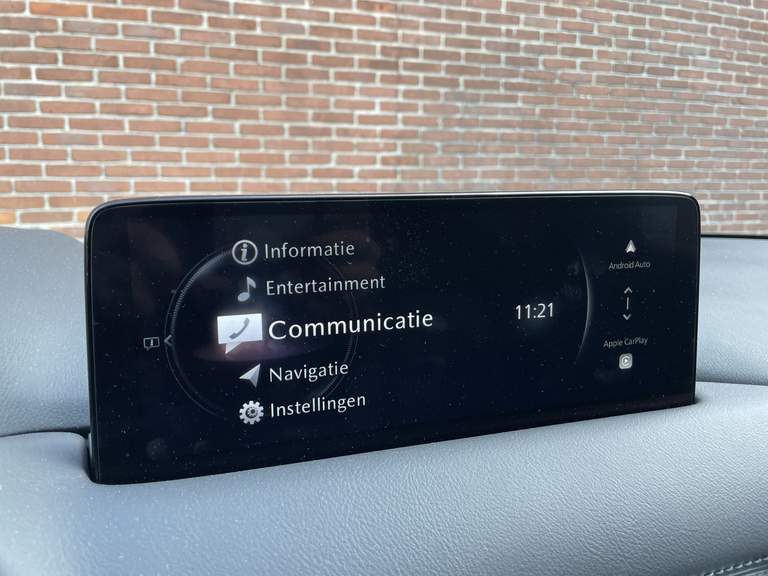 Informatie
Entertainment
Communicatie
Navigatie
Instellingen
11:21
Android Auto
Apple CarPlay